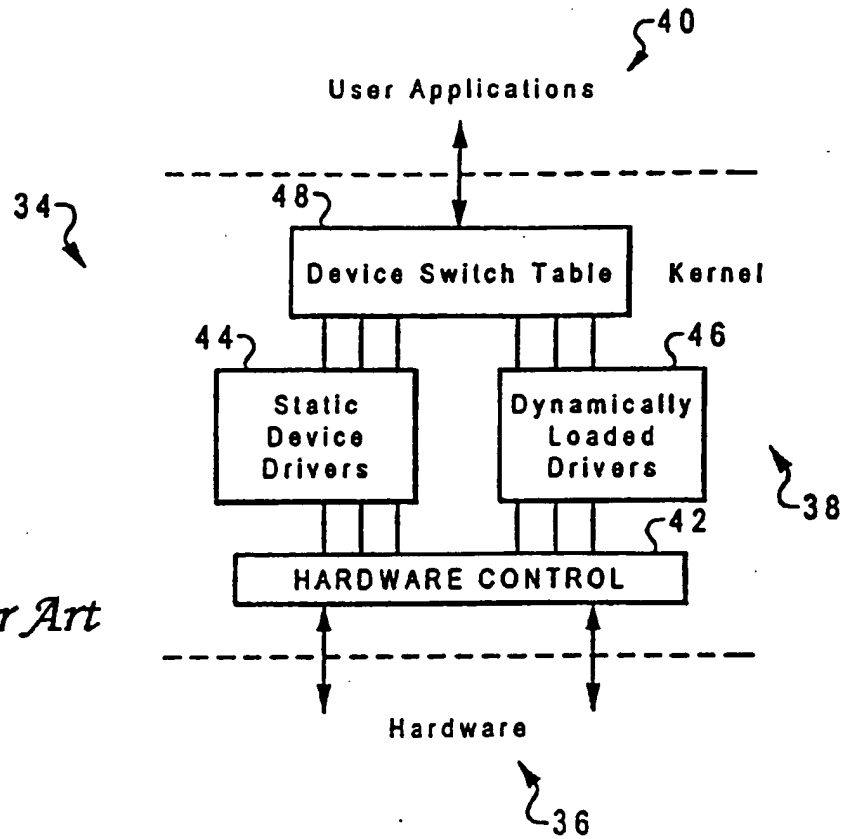 40
User Applications
34
48
Device Switch Table
Kernel
44
46
Static
Device
Drivers
Dynamically
Loaded
Drivers
38
42
HARDWARE CONTROL
Art
Hardware
36